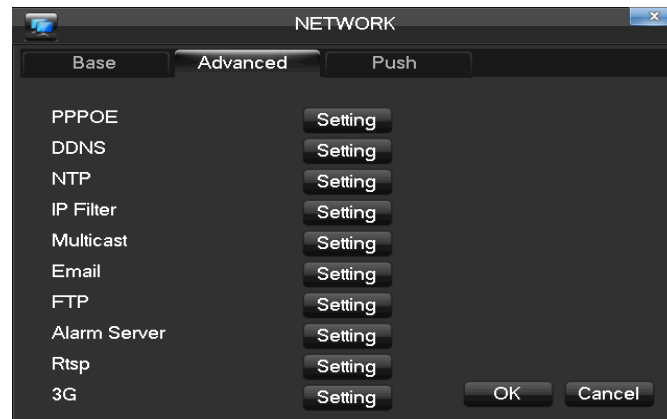 NETWORK
Base Advanced Push
PPPOE Setting
DDNS Setting
NTP Setting
IP Filter Setting
Multicast Setting
Email Setting
FTP Setting
Alarm Server Setting
Rtsp Setting
3G Setting OK Cancel